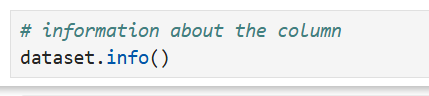 # information about the column
dataset.info()